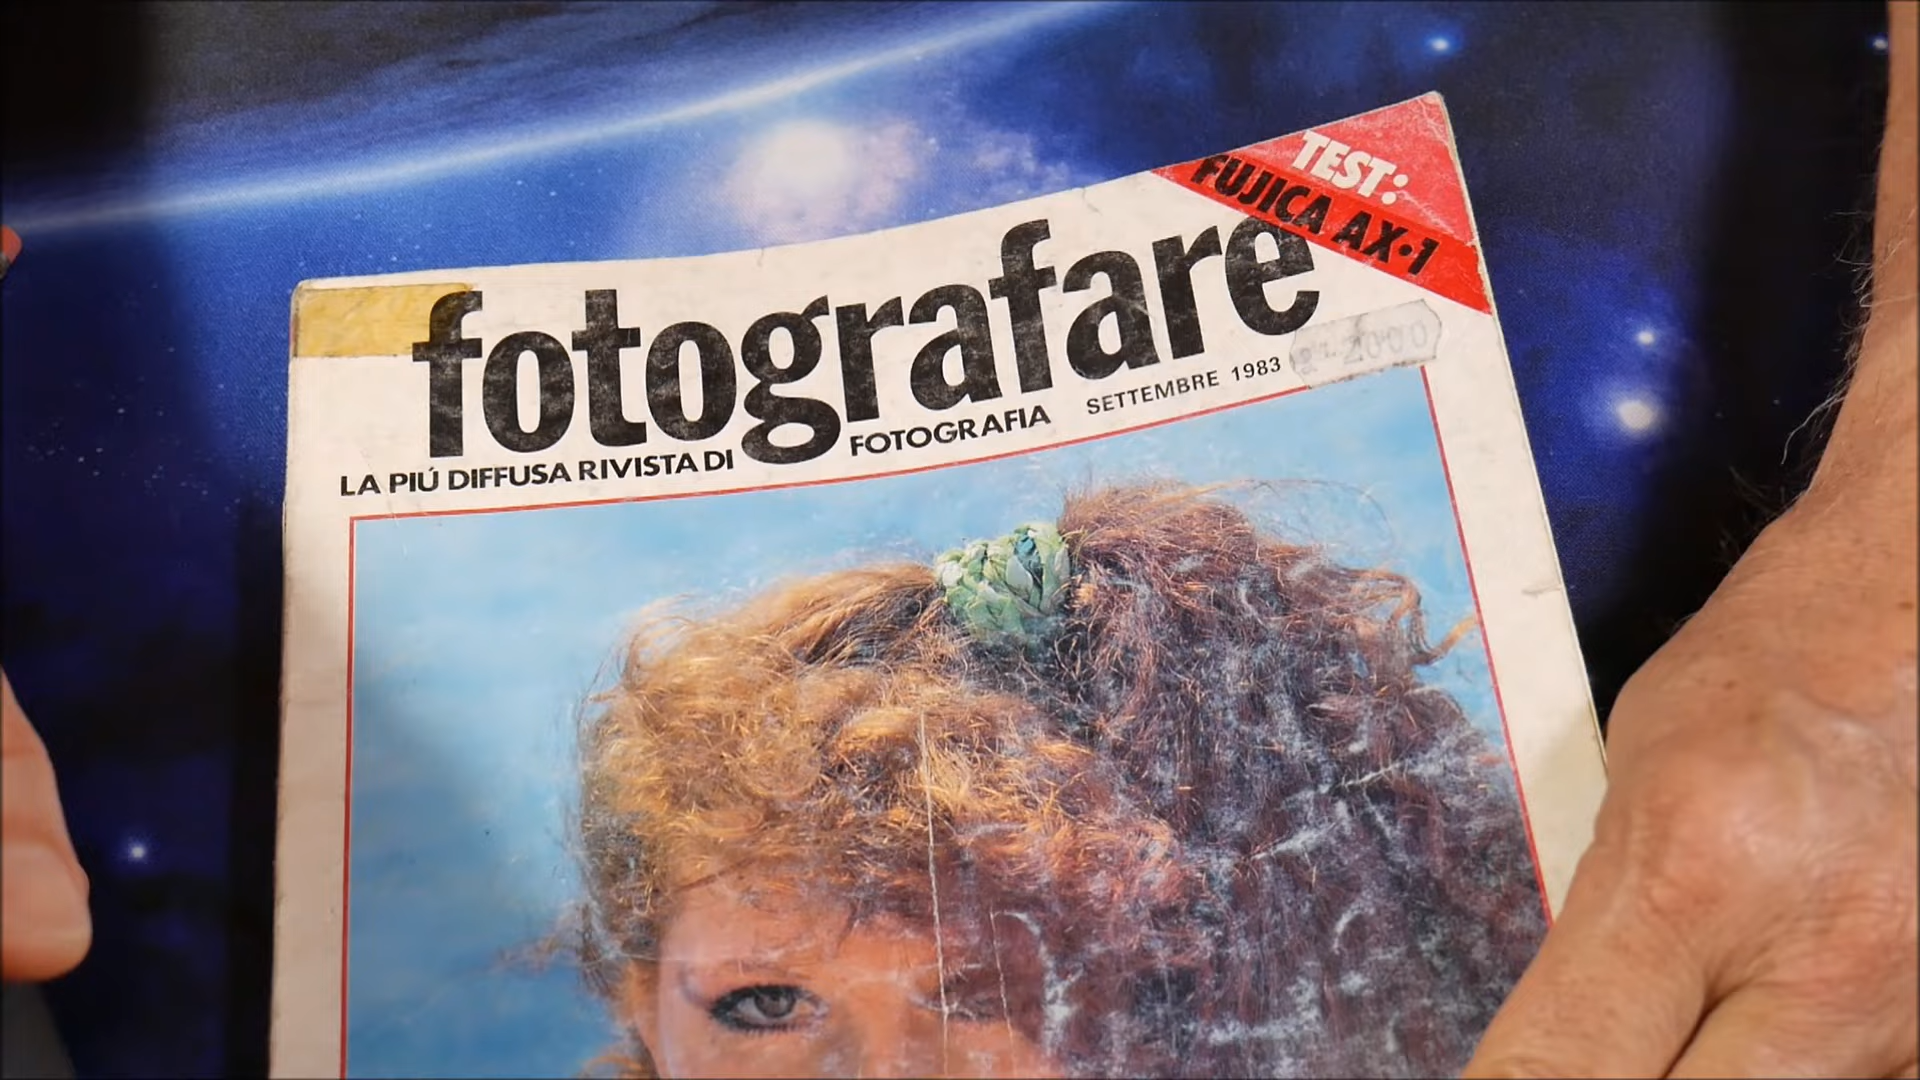 TEST:
FUJICA AX•1
fotografare
LA PIÚ DIFFUSA RIVISTA DI FOTOGRAFIA
SETTEMBRE 1983
2000